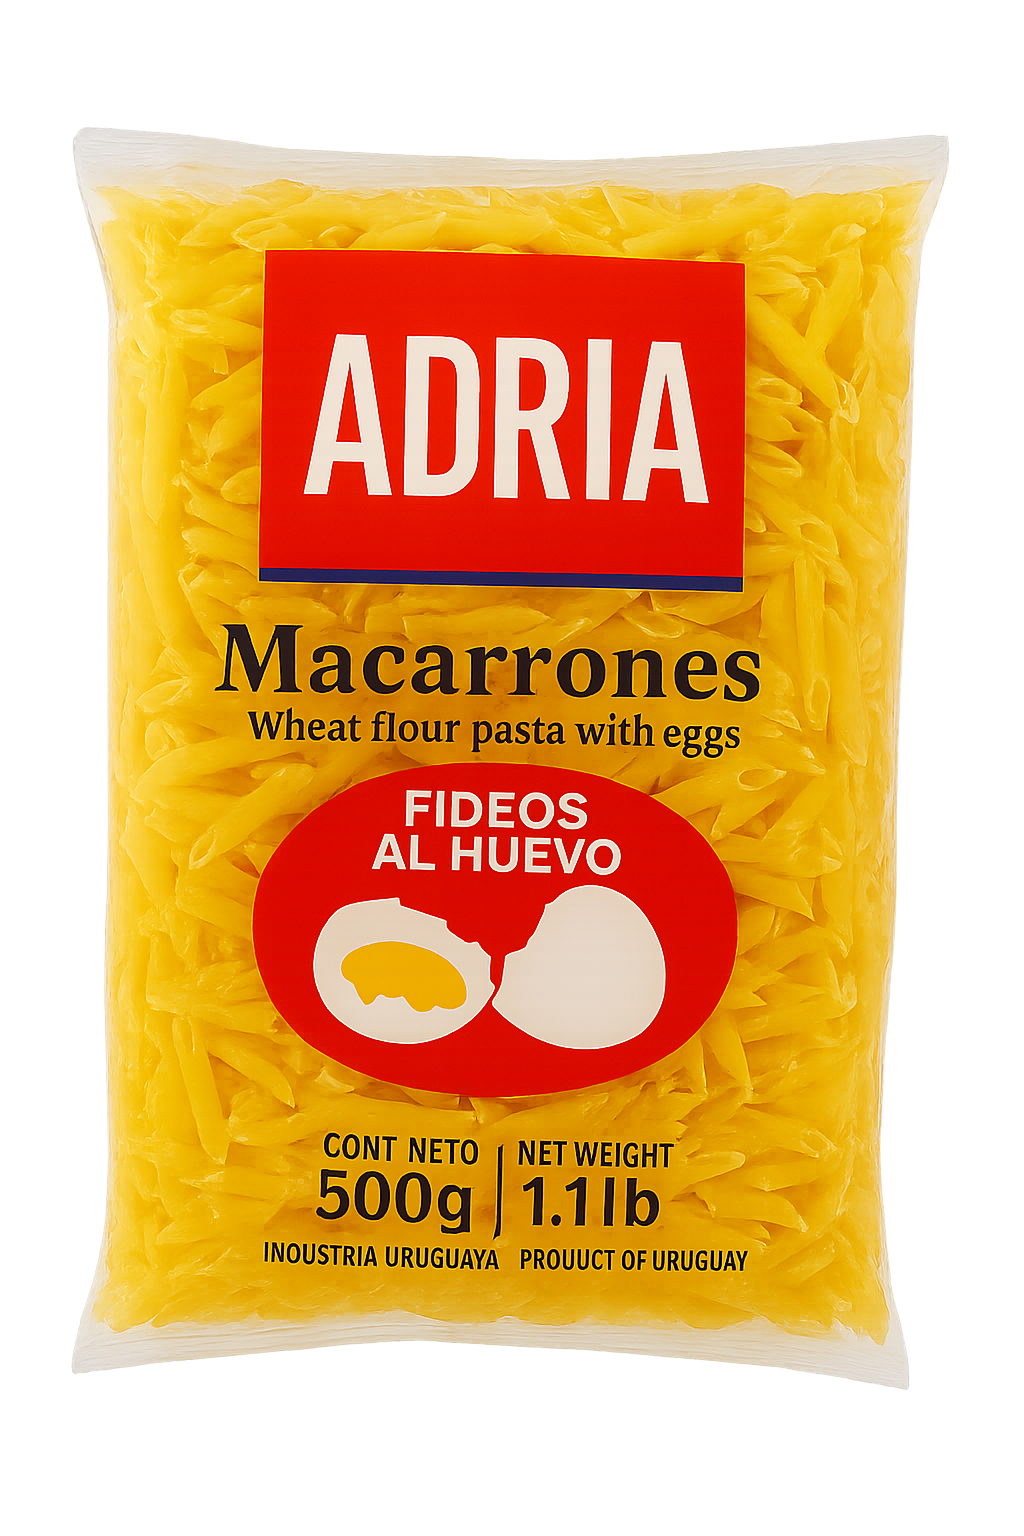 ADRIA
Macarrones
Wheat flour pasta with eggs
FIDEOS
AL HUEVO
CONT NETO
500g
NET WEIGHT
1.1lb
INOUSTRIA URUGUAYA
PROUUCT OF URUGUAY